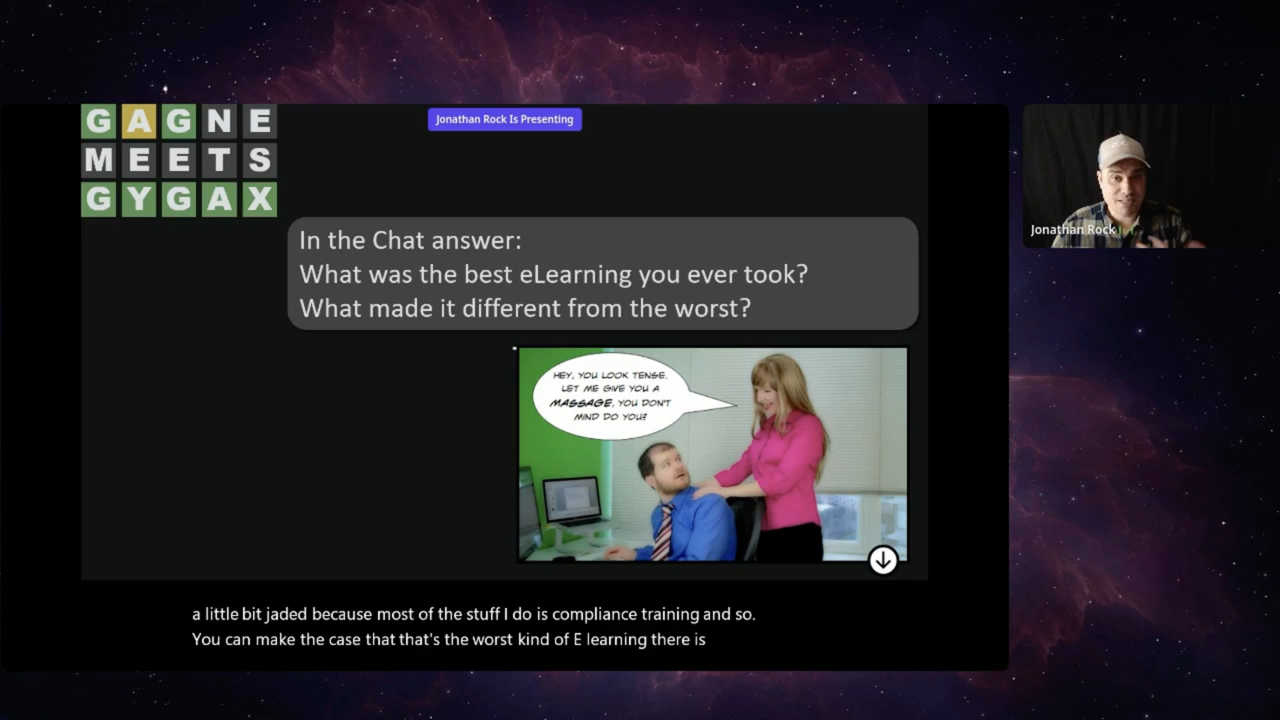 GAGNE
MEETS
GYGAX
Jonathan Rock Is Presenting
In the Chat answer:
What was the best eLearning you ever took?
What made it different from the worst?
HEY, YOU LOOK TENSE.
LET ME GIVE YOU A
MASSAGE, YOU DON'T
MIND DO YOU?
Jonathan Rock
a little bit jaded because most of the stuff I do is compliance training and so.
You can make the case that that's the worst kind of E learning there is